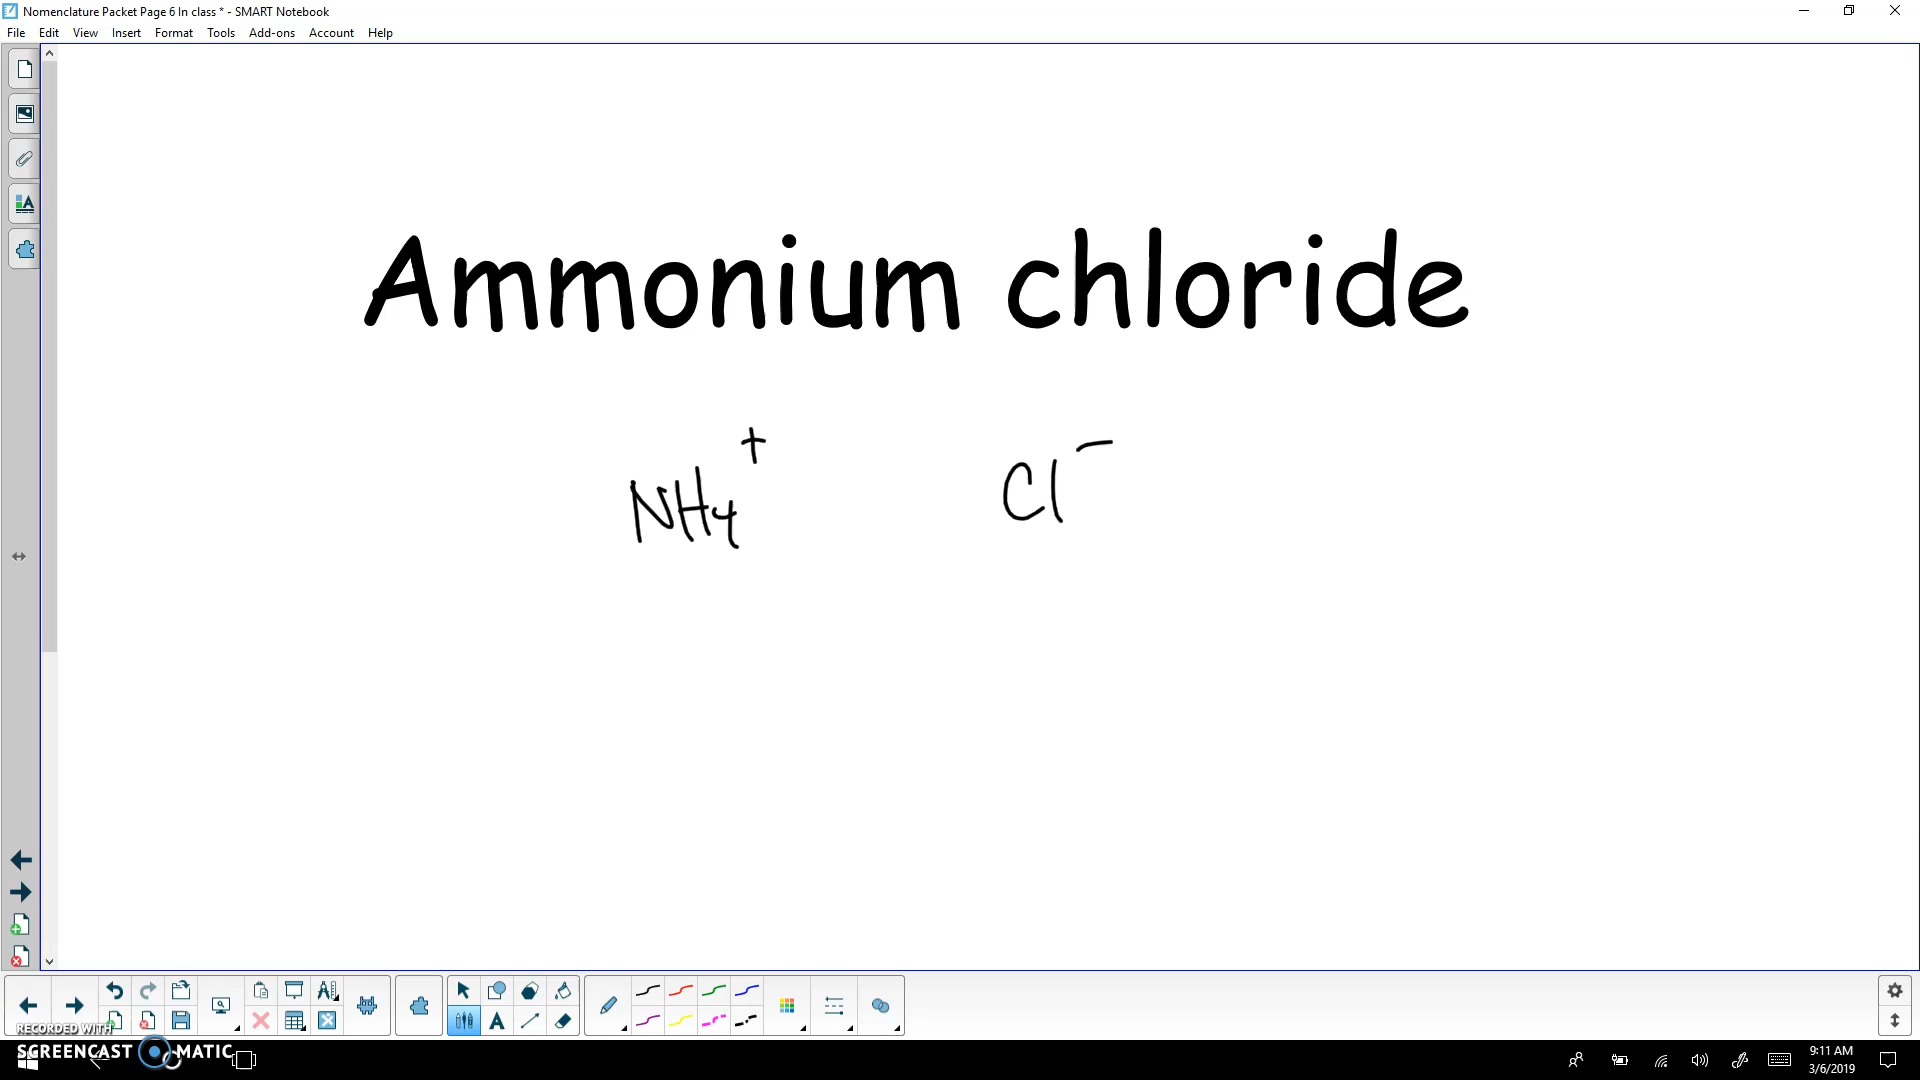 Nomenclature Packet Page 6 In class * - SMART Notebook
File Edit View Insert Format Tools Add-ons Account Help
Ammonium chloride
NH₄⁺ Cl⁻
RECORDED WITH
SCREENCAST MATIC
9:11 AM
3/6/2019